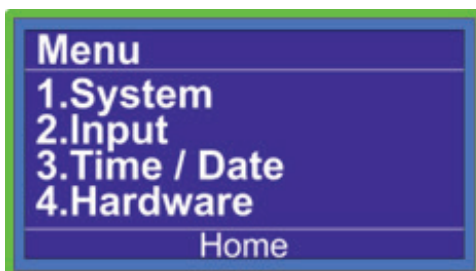 Menu
1.System
2.Input
3.Time / Date
4.Hardware
Home